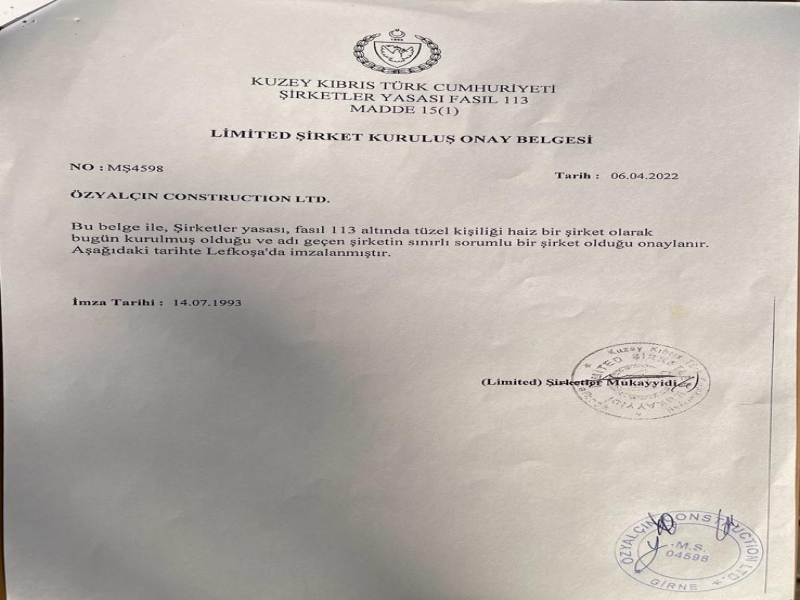 KUZEY KIBRIS TÜRK CUMHURİYETİ
ŞİRKETLER YASASI FASIL 113
MADDE 15(1)
LİMİTED ŞİRKET KURULUŞ ONAY BELGESİ
NO : MŞ4598
Tarih : 06.04.2022
ÖZYALÇIN CONSTRUCTION LTD.
Bu belge ile, Şirketler yasası, fasıl 113 altında tüzel kişiliği haiz bir şirket olarak
bugün kurulmuş olduğu ve adı geçen şirketin sınırlı sorumlu bir şirket olduğu onaylanır.
Aşağıdaki tarihte Lefkoşa'da imzalanmıştır.
İmza Tarihi : 14.07.1993
Kuzey Kıbrıs
(Limited) Şirketler Mukayyidi
ÖZYALÇIN CONSTRUCTION LTD.
M.S.
04598
GİRNE